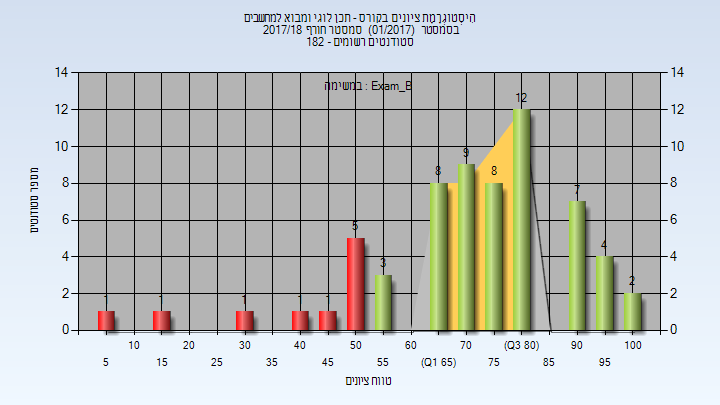 היסטוגרמת ציונים בקורס - תכן לוגי ומבוא למחשבים
בסמסטר (01/2017) סמסטר חורף 2017/18
סטודנטים רשומים - 182
במשימה : Exam_B
14 14
12 12
10 10
8 8
6 6
4 4
2 2
0 0
מספר סטודנטים
1 1 1 1 1 5 3 8 9 8 12 7 4 2
10 20 30 40 50 60 70 (Q3 80) 90 100
5 15 25 35 45 55 (Q1 65) 75 85 95
טווח ציונים